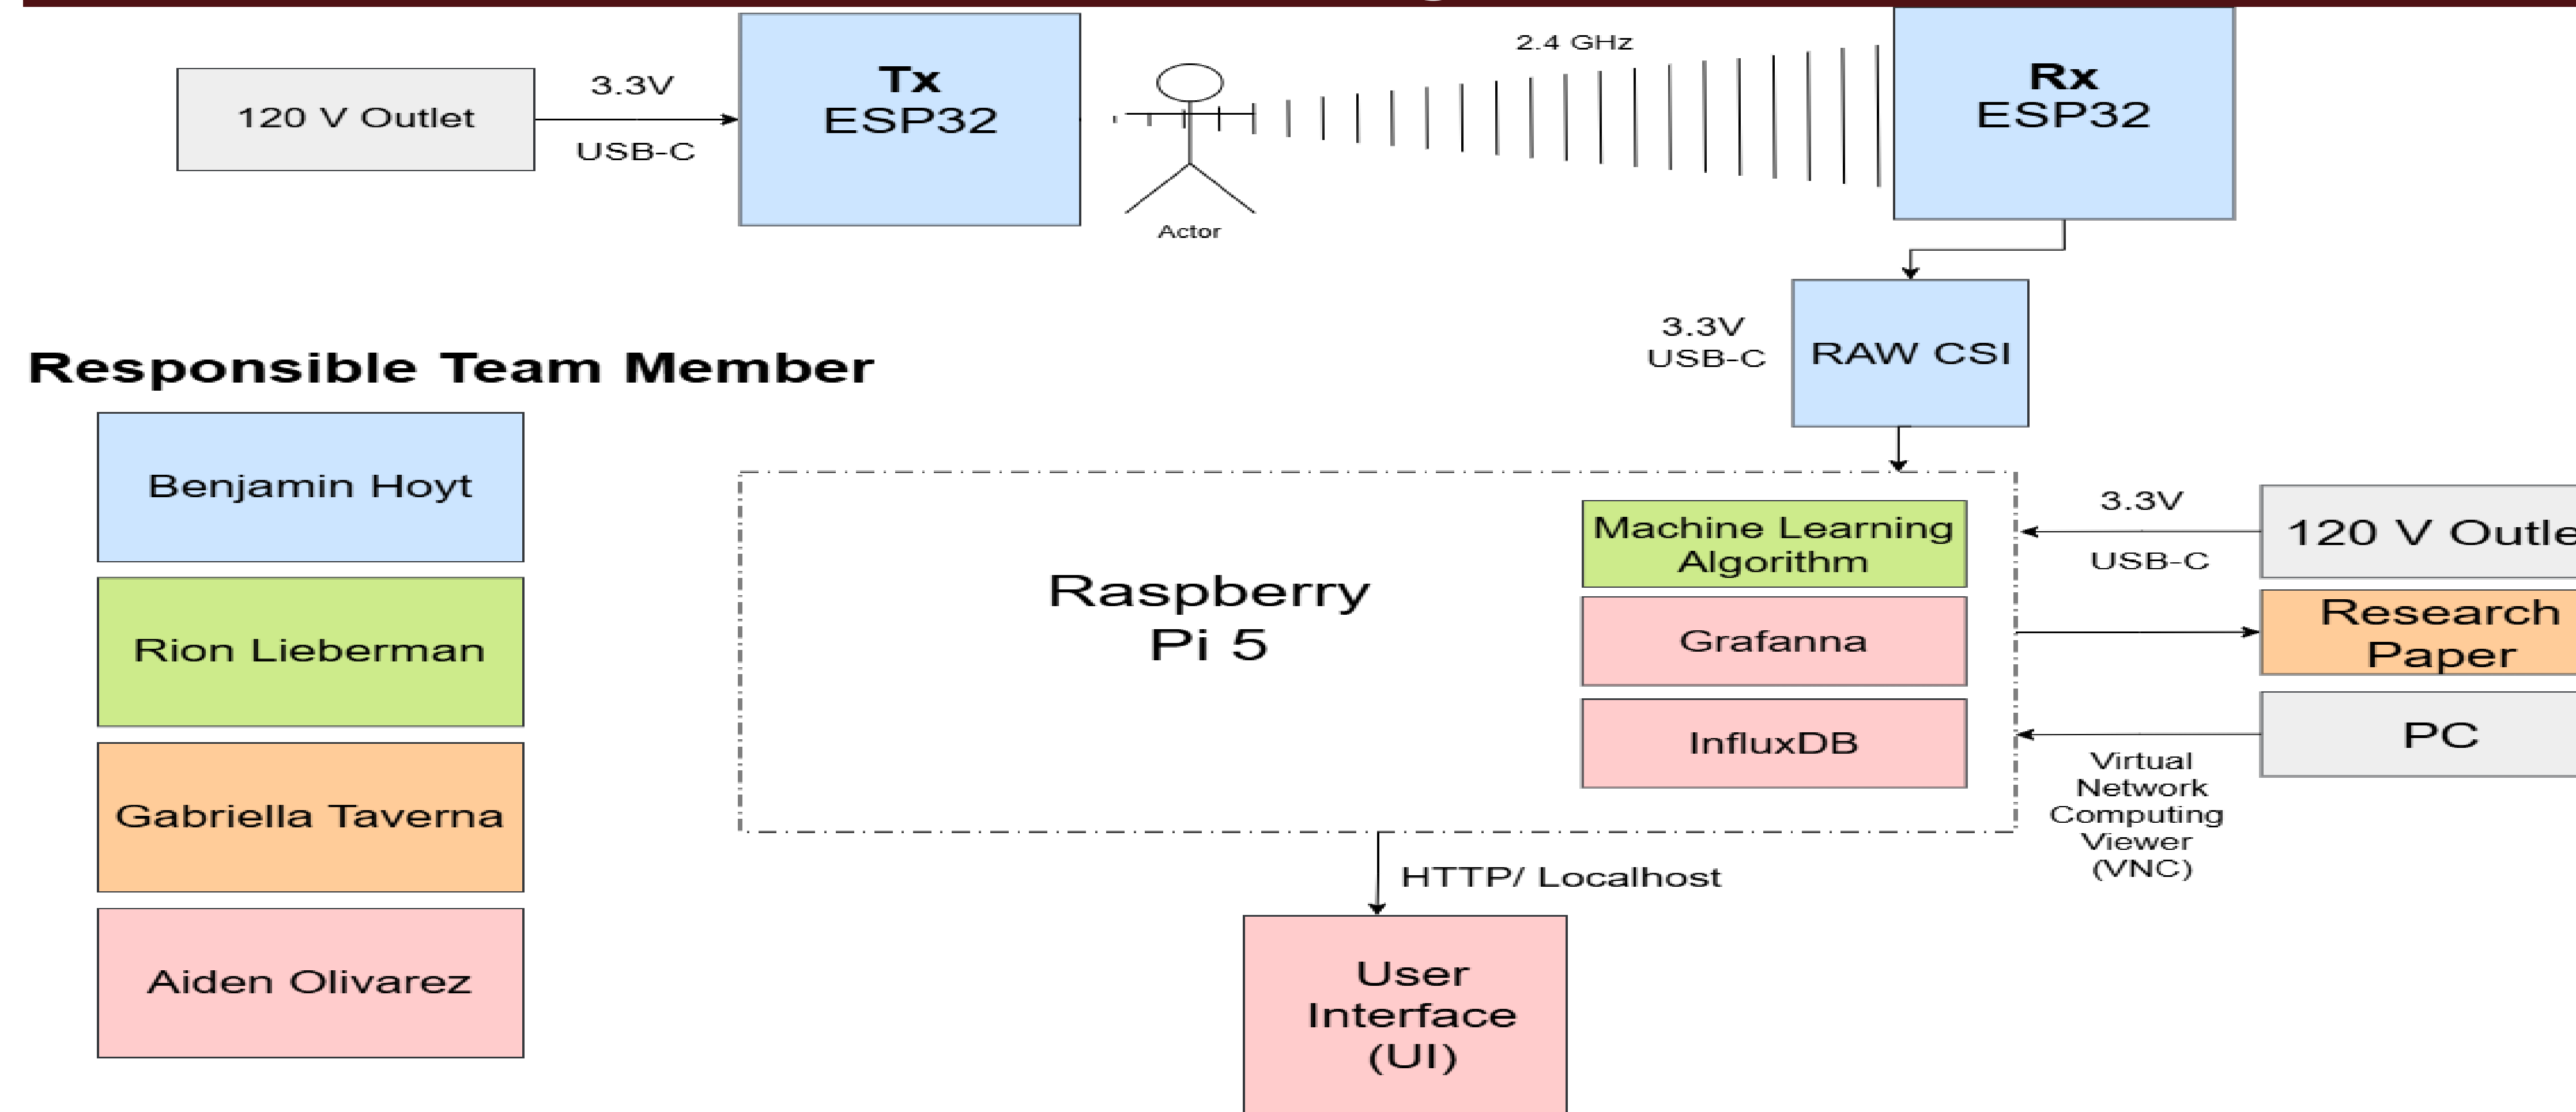 2.4 GHz
120 V Outlet
3.3V
USB-C
Tx
ESP32
Actor
Rx
ESP32
3.3V
USB-C
RAW CSI
Responsible Team Member
Benjamin Hoyt
Rion Lieberman
Gabriella Taverna
Aiden Olivarez
Raspberry
Pi 5
Machine Learning
Algorithm
Grafanna
InfluxDB
3.3V
USB-C
120 V Outle
Research
Paper
PC
Virtual
Network
Computing
Viewer
(VNC)
HTTP/ Localhost
User
Interface
(UI)